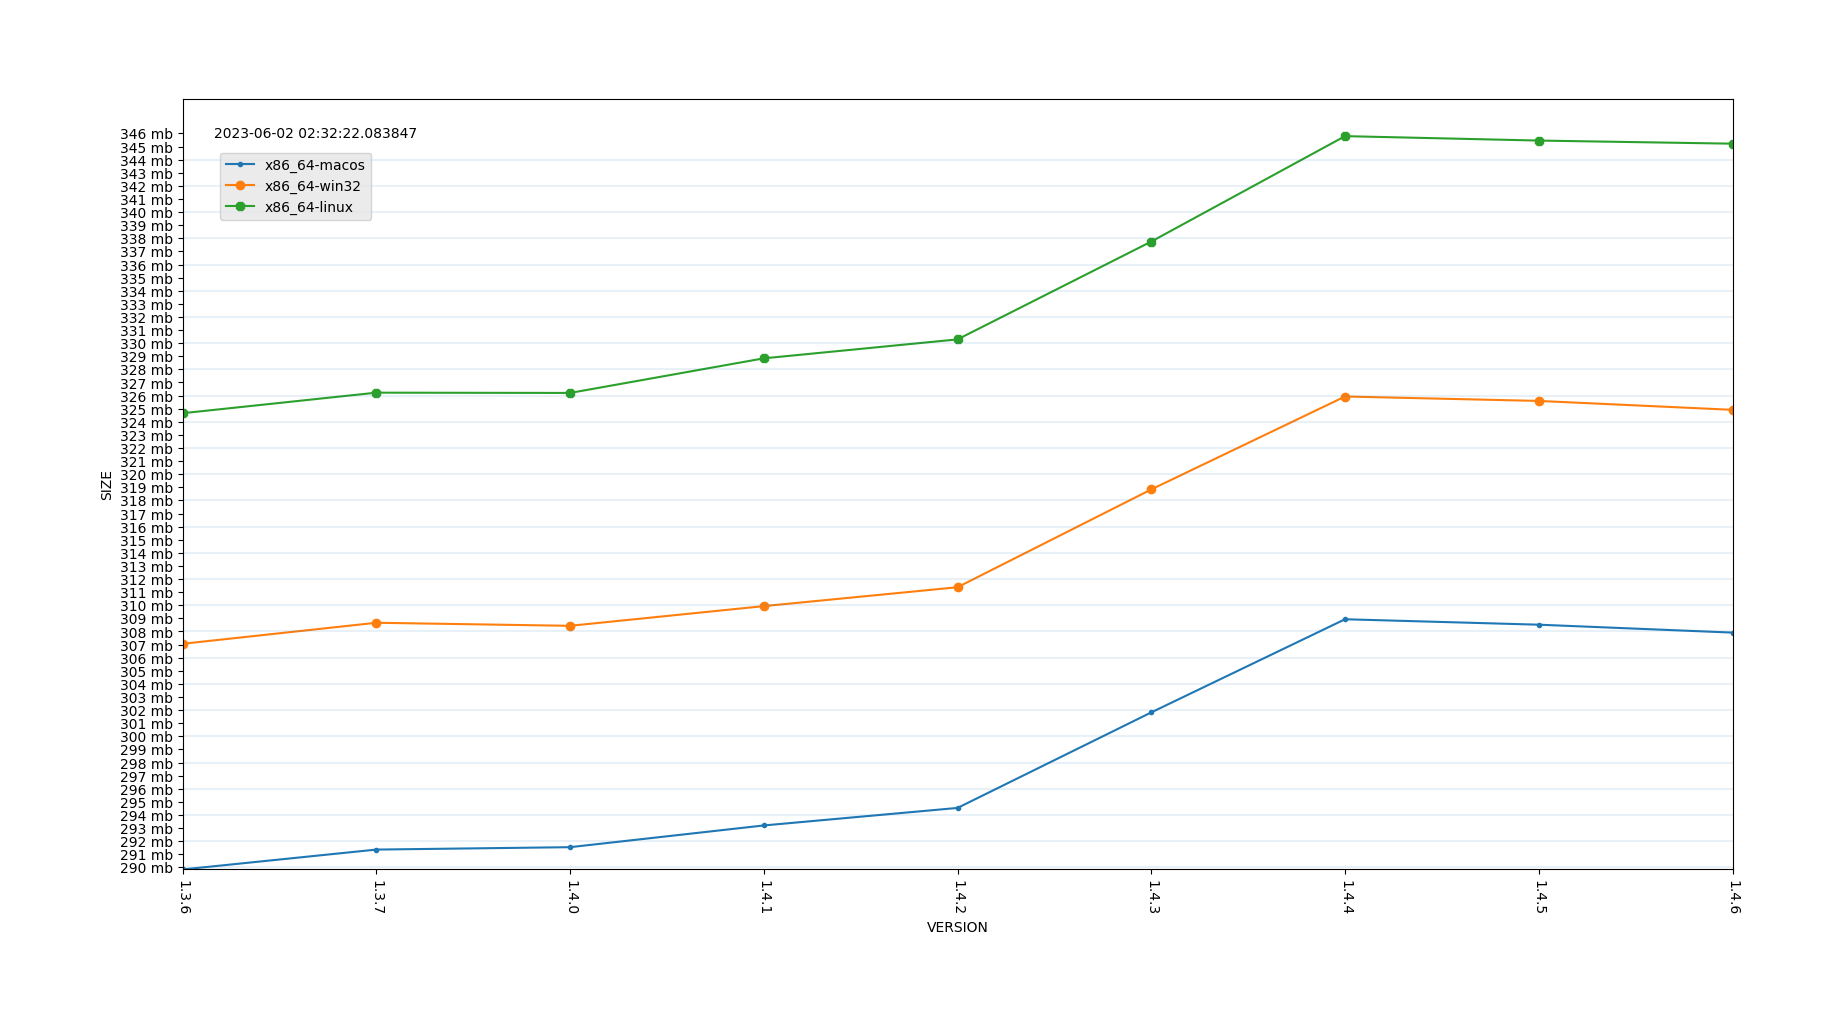 2023-06-02 02:32:22.083847
x86_64-macos
x86_64-win32
x86_64-linux
346 mb
345 mb
344 mb
343 mb
342 mb
341 mb
340 mb
339 mb
338 mb
337 mb
336 mb
335 mb
334 mb
333 mb
332 mb
331 mb
330 mb
329 mb
328 mb
327 mb
326 mb
325 mb
324 mb
323 mb
322 mb
321 mb
320 mb
319 mb
318 mb
317 mb
316 mb
315 mb
314 mb
313 mb
312 mb
311 mb
310 mb
309 mb
308 mb
307 mb
306 mb
305 mb
304 mb
303 mb
302 mb
301 mb
300 mb
299 mb
298 mb
297 mb
296 mb
295 mb
294 mb
293 mb
292 mb
291 mb
290 mb
SIZE
1.3.6
1.3.7
1.4.0
1.4.1
1.4.2
1.4.3
1.4.4
1.4.5
1.4.6
VERSION